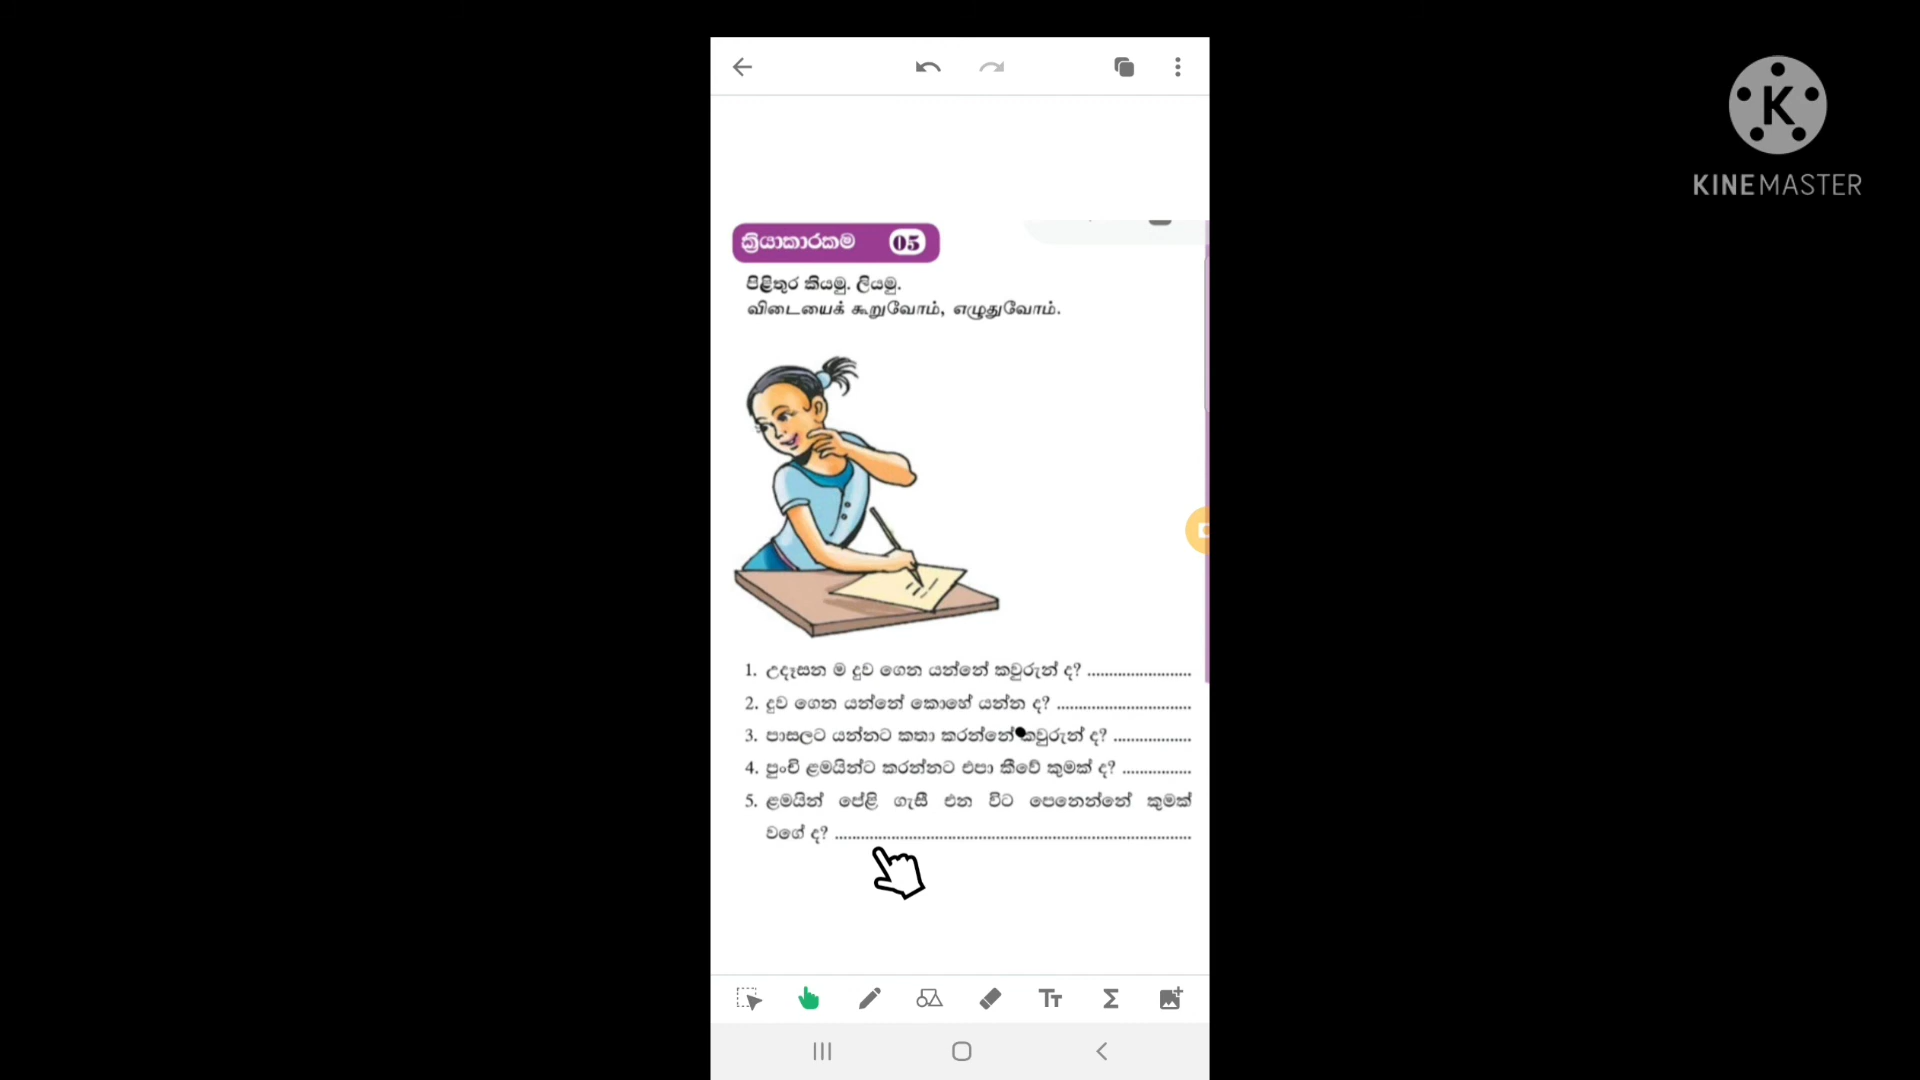 KINEMASTER
ක්‍රියාකාරකම 05
පිළිතුර කියමු. ලියමු.
விடையைக் கூறுவோம், எழுதுவோம்.
1. උදෑසන ම දුව ගෙන යන්නේ කවුරුන් ද? ........................
2. දුව ගෙන යන්නේ කොහේ යන්න ද? ...............................
3. පාසලට යන්නට කතා කරන්නේ කවුරුන් ද? ..................
4. පුංචි ළමයින්ට කරන්නට එපා කීවේ කුමක් ද? ................
5. ළමයින් පේළි ගැසී එන විට පෙනෙන්නේ කුමක්
වගේ ද? ..................................................................................